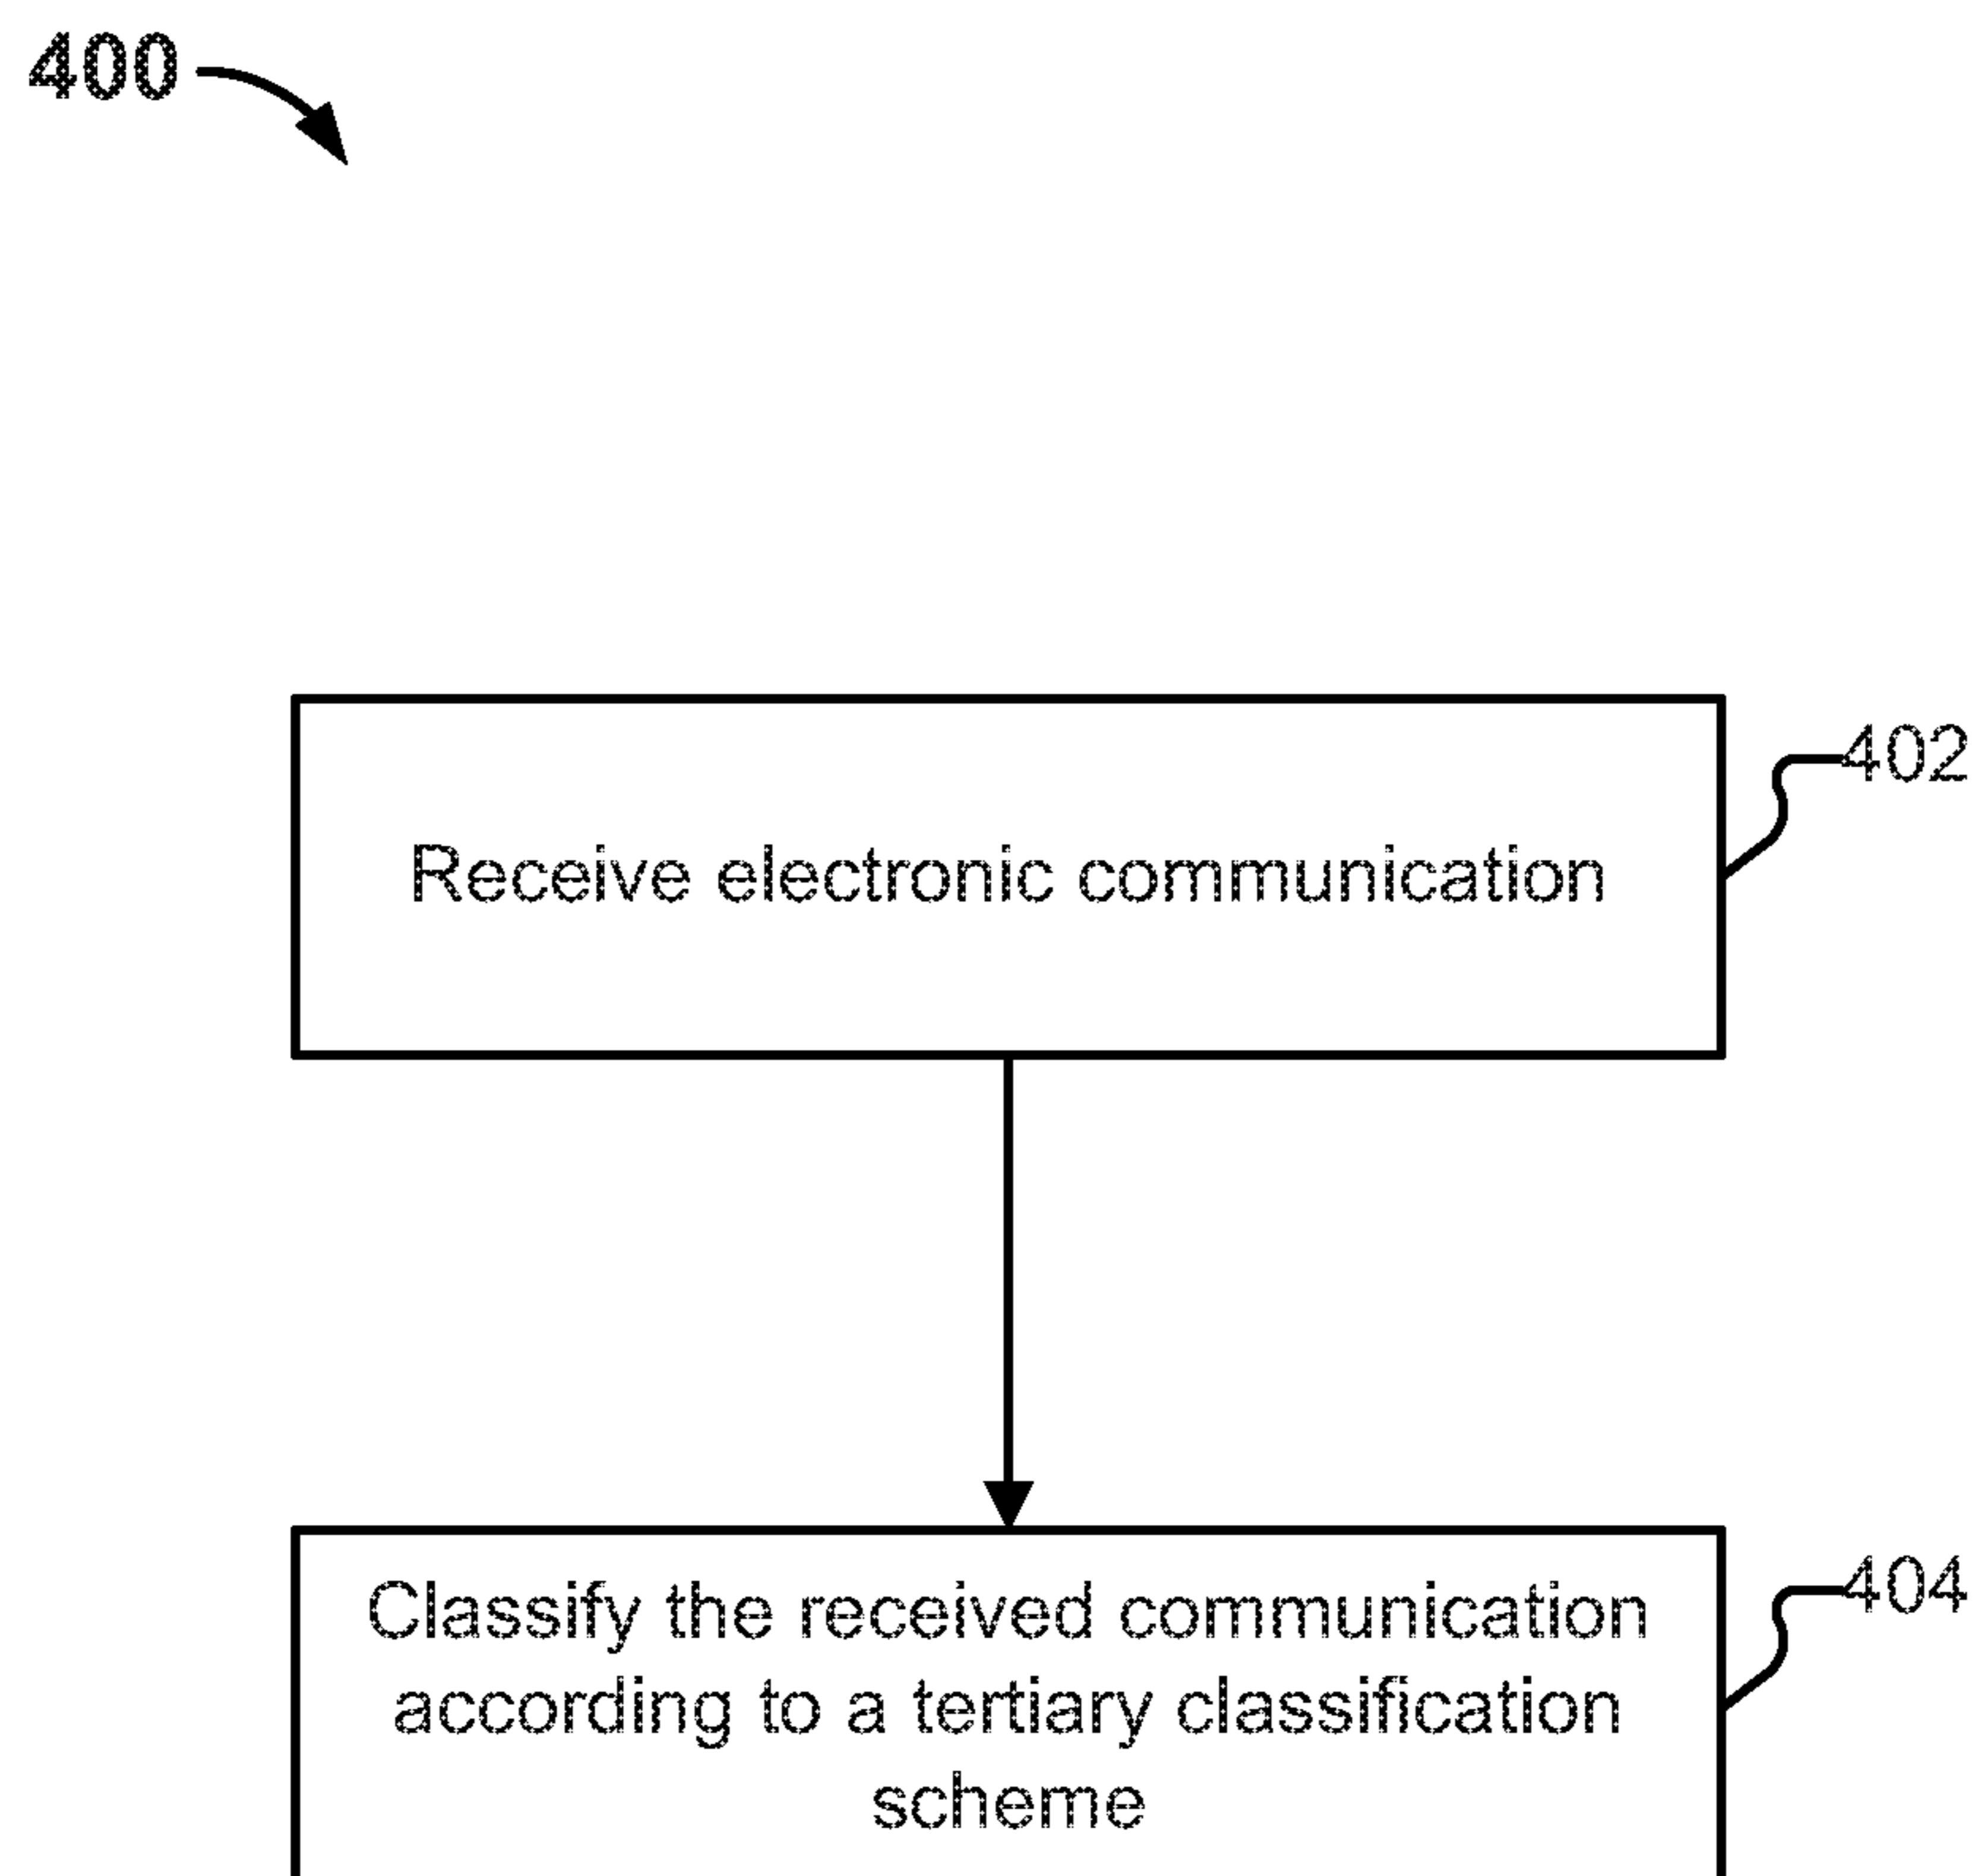 400
402
Receive electronic communication
404
Classify the received communication
according to a tertiary classification
scheme